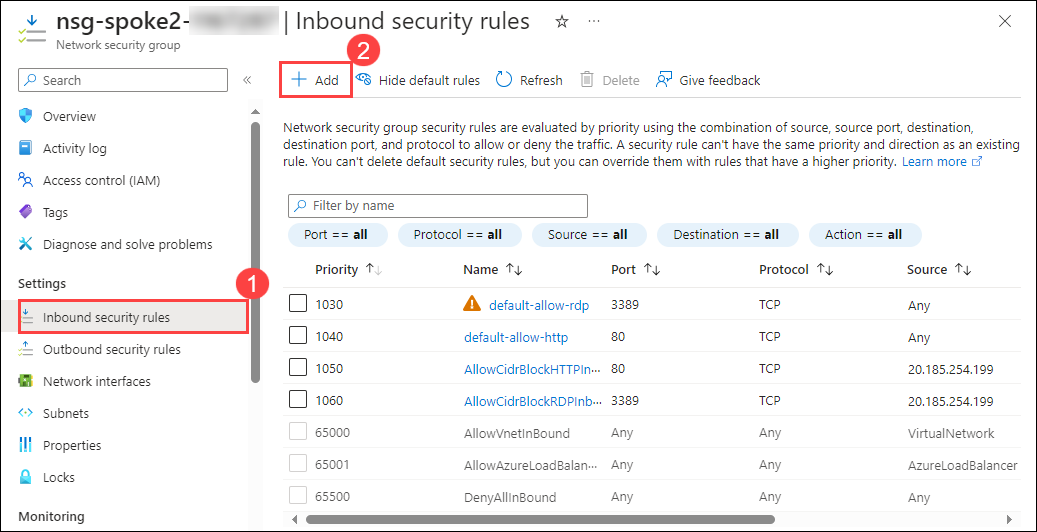 nsg-spoke2- | Inbound security rules
Network security group
2
Search
Add
Hide default rules
Refresh
Delete
Give feedback
Overview
Activity log
Access control (IAM)
Tags
Diagnose and solve problems
Settings
1
Inbound security rules
Outbound security rules
Network interfaces
Subnets
Properties
Locks
Monitoring
Network security group security rules are evaluated by priority using the combination of source, source port, destination,
destination port, and protocol to allow or deny the traffic. A security rule can't have the same priority and direction as an existing
rule. You can't delete default security rules, but you can override them with rules that have a higher priority. Learn more
Filter by name
Port == all Protocol == all Source == all Destination == all Action == all
Priority Name Port Protocol Source
1030 default-allow-rdp 3389 TCP Any
1040 default-allow-http 80 TCP Any
1050 AllowCidrBlockHTTPIn... 80 TCP 20.185.254.199
1060 AllowCidrBlockRDPInb... 3389 TCP 20.185.254.199
65000 AllowVnetInBound Any Any VirtualNetwork
65001 AllowAzureLoadBalan... Any Any AzureLoadBalancer
65500 DenyAllInBound Any Any Any